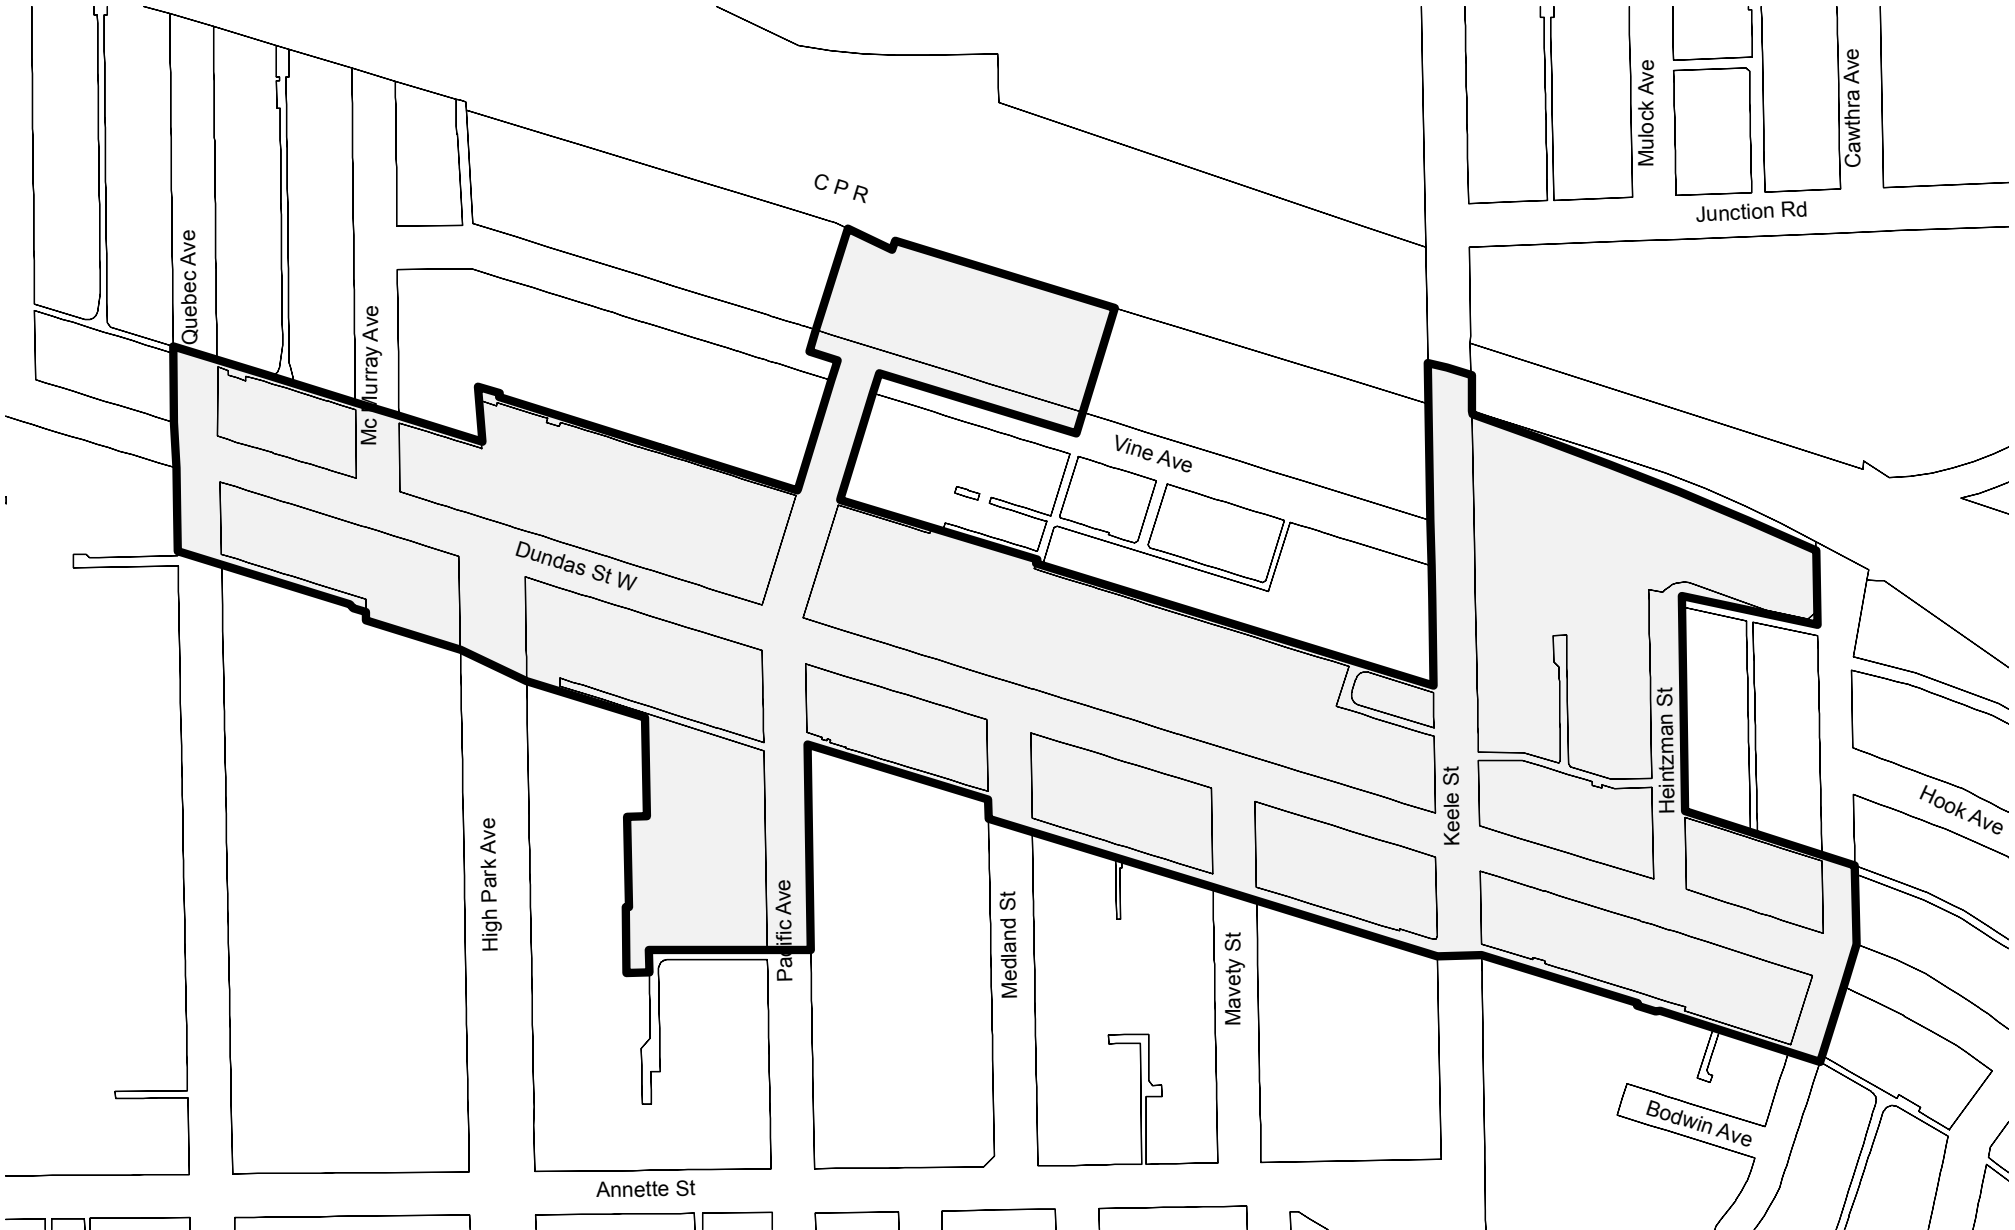 Mulock Ave
Cawthra Ave
Junction Rd
C P R
Quebec Ave
Mc Murray Ave
Vine Ave
Dundas St W
Heintzman St
Keele St
Hook Ave
High Park Ave
Pacific Ave
Medland St
Mavety St
Bodwin Ave
Annette St